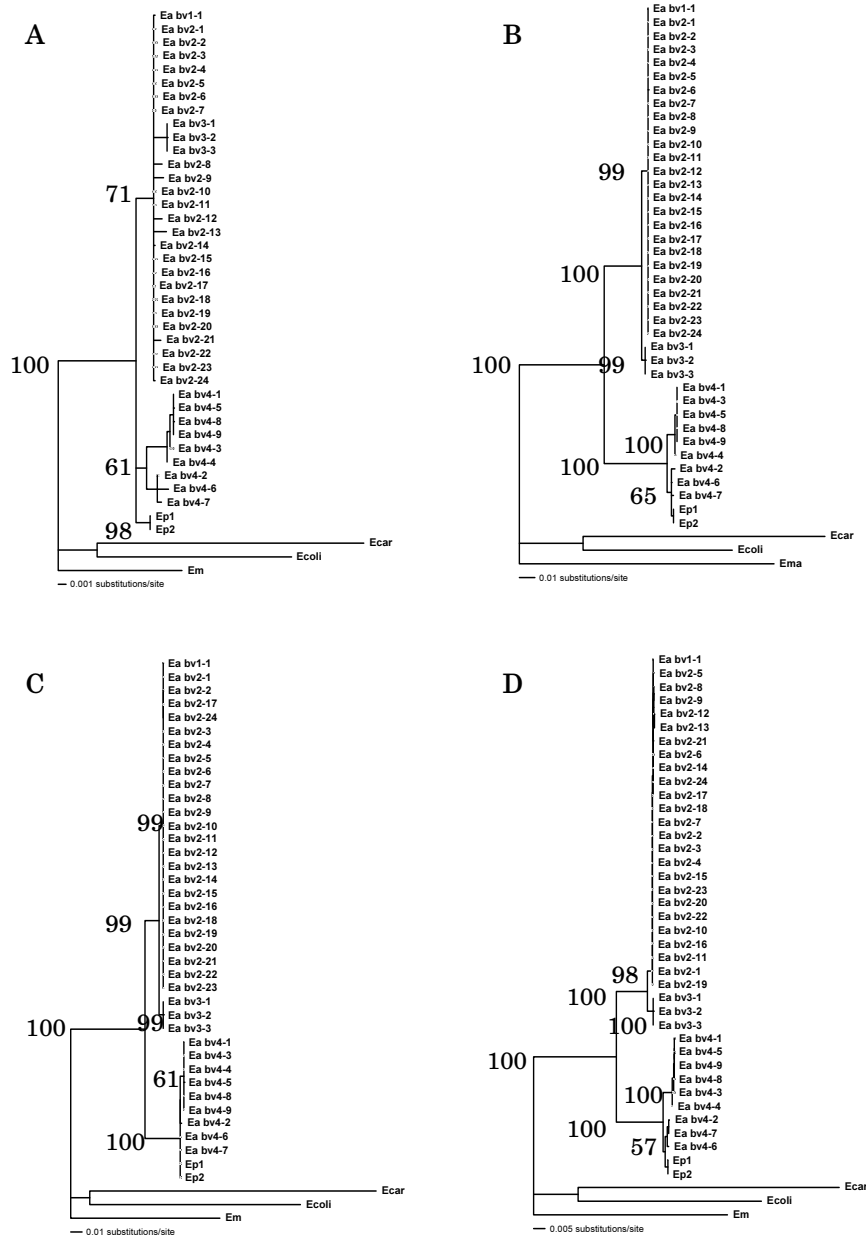 A
Ea bv1-1
Ea bv2-1
Ea bv2-2
Ea bv2-3
Ea bv2-4
Ea bv2-5
Ea bv2-6
Ea bv2-7
Ea bv3-1
Ea bv3-2
Ea bv3-3
Ea bv2-8
Ea bv2-9
Ea bv2-10
71
Ea bv2-11
Ea bv2-12
Ea bv2-13
Ea bv2-14
Ea bv2-15
Ea bv2-16
Ea bv2-17
Ea bv2-18
Ea bv2-19
Ea bv2-20
Ea bv2-21
Ea bv2-22
100
Ea bv2-23
Ea bv2-24
Ea bv4-1
Ea bv4-5
Ea bv4-8
Ea bv4-9
Ea bv4-3
61
Ea bv4-4
Ea bv4-2
Ea bv4-6
Ea bv4-7
Ep1
98
Ep2
Ecar
Ecoli
Em
0.001 substitutions/site
B
Ea bv1-1
Ea bv2-1
Ea bv2-2
Ea bv2-3
Ea bv2-4
Ea bv2-5
Ea bv2-6
Ea bv2-7
Ea bv2-8
Ea bv2-9
Ea bv2-10
Ea bv2-11
99
Ea bv2-12
Ea bv2-13
Ea bv2-14
Ea bv2-15
Ea bv2-16
Ea bv2-17
Ea bv2-18
Ea bv2-19
100
Ea bv2-20
Ea bv2-21
Ea bv2-22
Ea bv2-23
Ea bv2-24
Ea bv3-1
100
99
Ea bv3-2
Ea bv3-3
Ea bv4-1
Ea bv4-3
Ea bv4-5
Ea bv4-8
Ea bv4-9
100
Ea bv4-4
100
Ea bv4-2
Ea bv4-6
65
Ea bv4-7
Ep1
Ep2
Ecar
Ecoli
Ema
0.01 substitutions/site
C
Ea bv1-1
Ea bv2-1
Ea bv2-2
Ea bv2-17
Ea bv2-24
Ea bv2-3
Ea bv2-4
Ea bv2-5
Ea bv2-6
Ea bv2-7
Ea bv2-8
Ea bv2-9
99
Ea bv2-10
Ea bv2-11
Ea bv2-12
Ea bv2-13
Ea bv2-14
Ea bv2-15
Ea bv2-16
99
Ea bv2-18
Ea bv2-19
Ea bv2-20
Ea bv2-21
Ea bv2-22
Ea bv2-23
Ea bv3-1
99
Ea bv3-2
100
Ea bv3-3
Ea bv4-1
Ea bv4-3
Ea bv4-4
61
Ea bv4-5
Ea bv4-8
Ea bv4-9
Ea bv4-2
100
Ea bv4-6
Ea bv4-7
Ep1
Ep2
Ecar
Ecoli
Em
0.01 substitutions/site
D
Ea bv1-1
Ea bv2-5
Ea bv2-8
Ea bv2-9
Ea bv2-12
Ea bv2-13
Ea bv2-21
Ea bv2-6
Ea bv2-14
Ea bv2-24
Ea bv2-17
Ea bv2-18
Ea bv2-7
Ea bv2-2
Ea bv2-3
Ea bv2-4
Ea bv2-15
Ea bv2-23
Ea bv2-20
Ea bv2-22
Ea bv2-10
Ea bv2-16
Ea bv2-11
98
Ea bv2-1
Ea bv2-19
100
Ea bv3-1
Ea bv3-2
100
Ea bv3-3
Ea bv4-1
100
Ea bv4-5
Ea bv4-9
Ea bv4-8
100
Ea bv4-3
Ea bv4-4
100
Ea bv4-2
Ea bv4-7
57
Ea bv4-6
Ep1
Ep2
Ecar
Ecoli
Em
0.005 substitutions/site